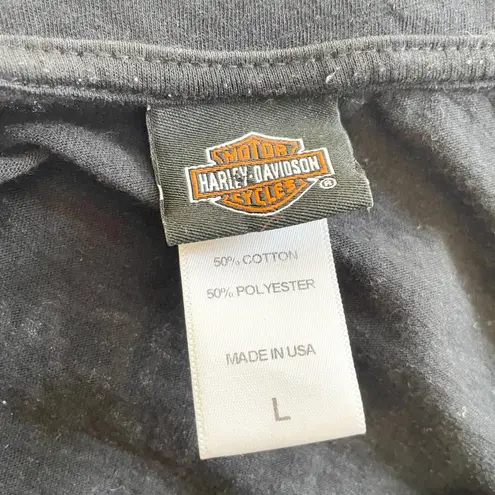 MOTOR
HARLEY-DAVIDSON
CYCLES
®
50% COTTON
50% POLYESTER
MADE IN USA
L